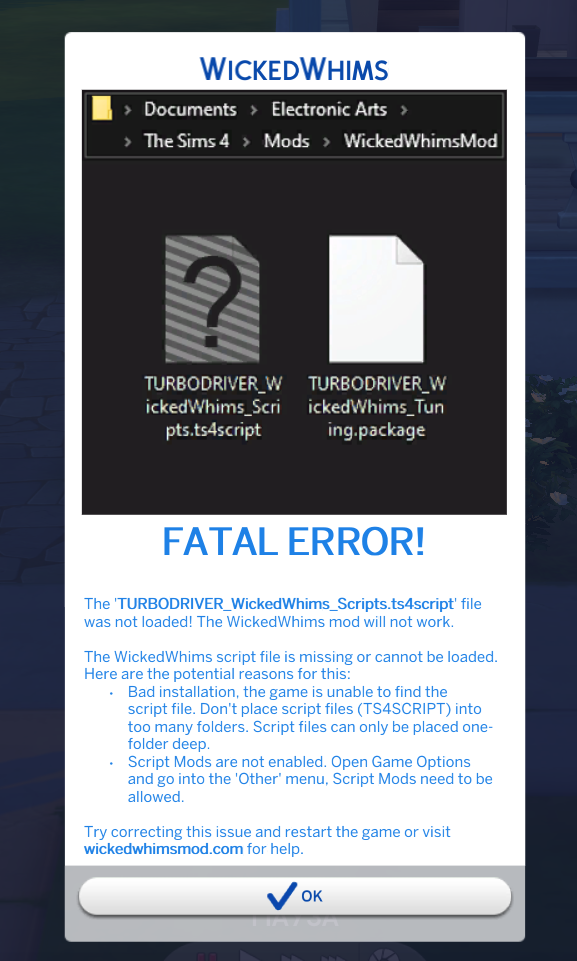 WICKEDWHIMS
> Documents > Electronic Arts >
> The Sims 4 > Mods > WickedWhimsMod
?
TURBODRIVER_W
ickedWhims_Scri
pts.ts4script
TURBODRIVER_W
ickedWhims_Tun
ing.package
FATAL ERROR!
The 'TURBODRIVER_WickedWhims_Scripts.ts4script' file
was not loaded! The WickedWhims mod will not work.
The WickedWhims script file is missing or cannot be loaded.
Here are the potential reasons for this:
• Bad installation, the game is unable to find the
script file. Don't place script files (TS4SCRIPT) into
too many folders. Script files can only be placed one-
folder deep.
• Script Mods are not enabled. Open Game Options
and go into the 'Other' menu, Script Mods need to be
allowed.
Try correcting this issue and restart the game or visit
wickedwhimsmod.com for help.
OK